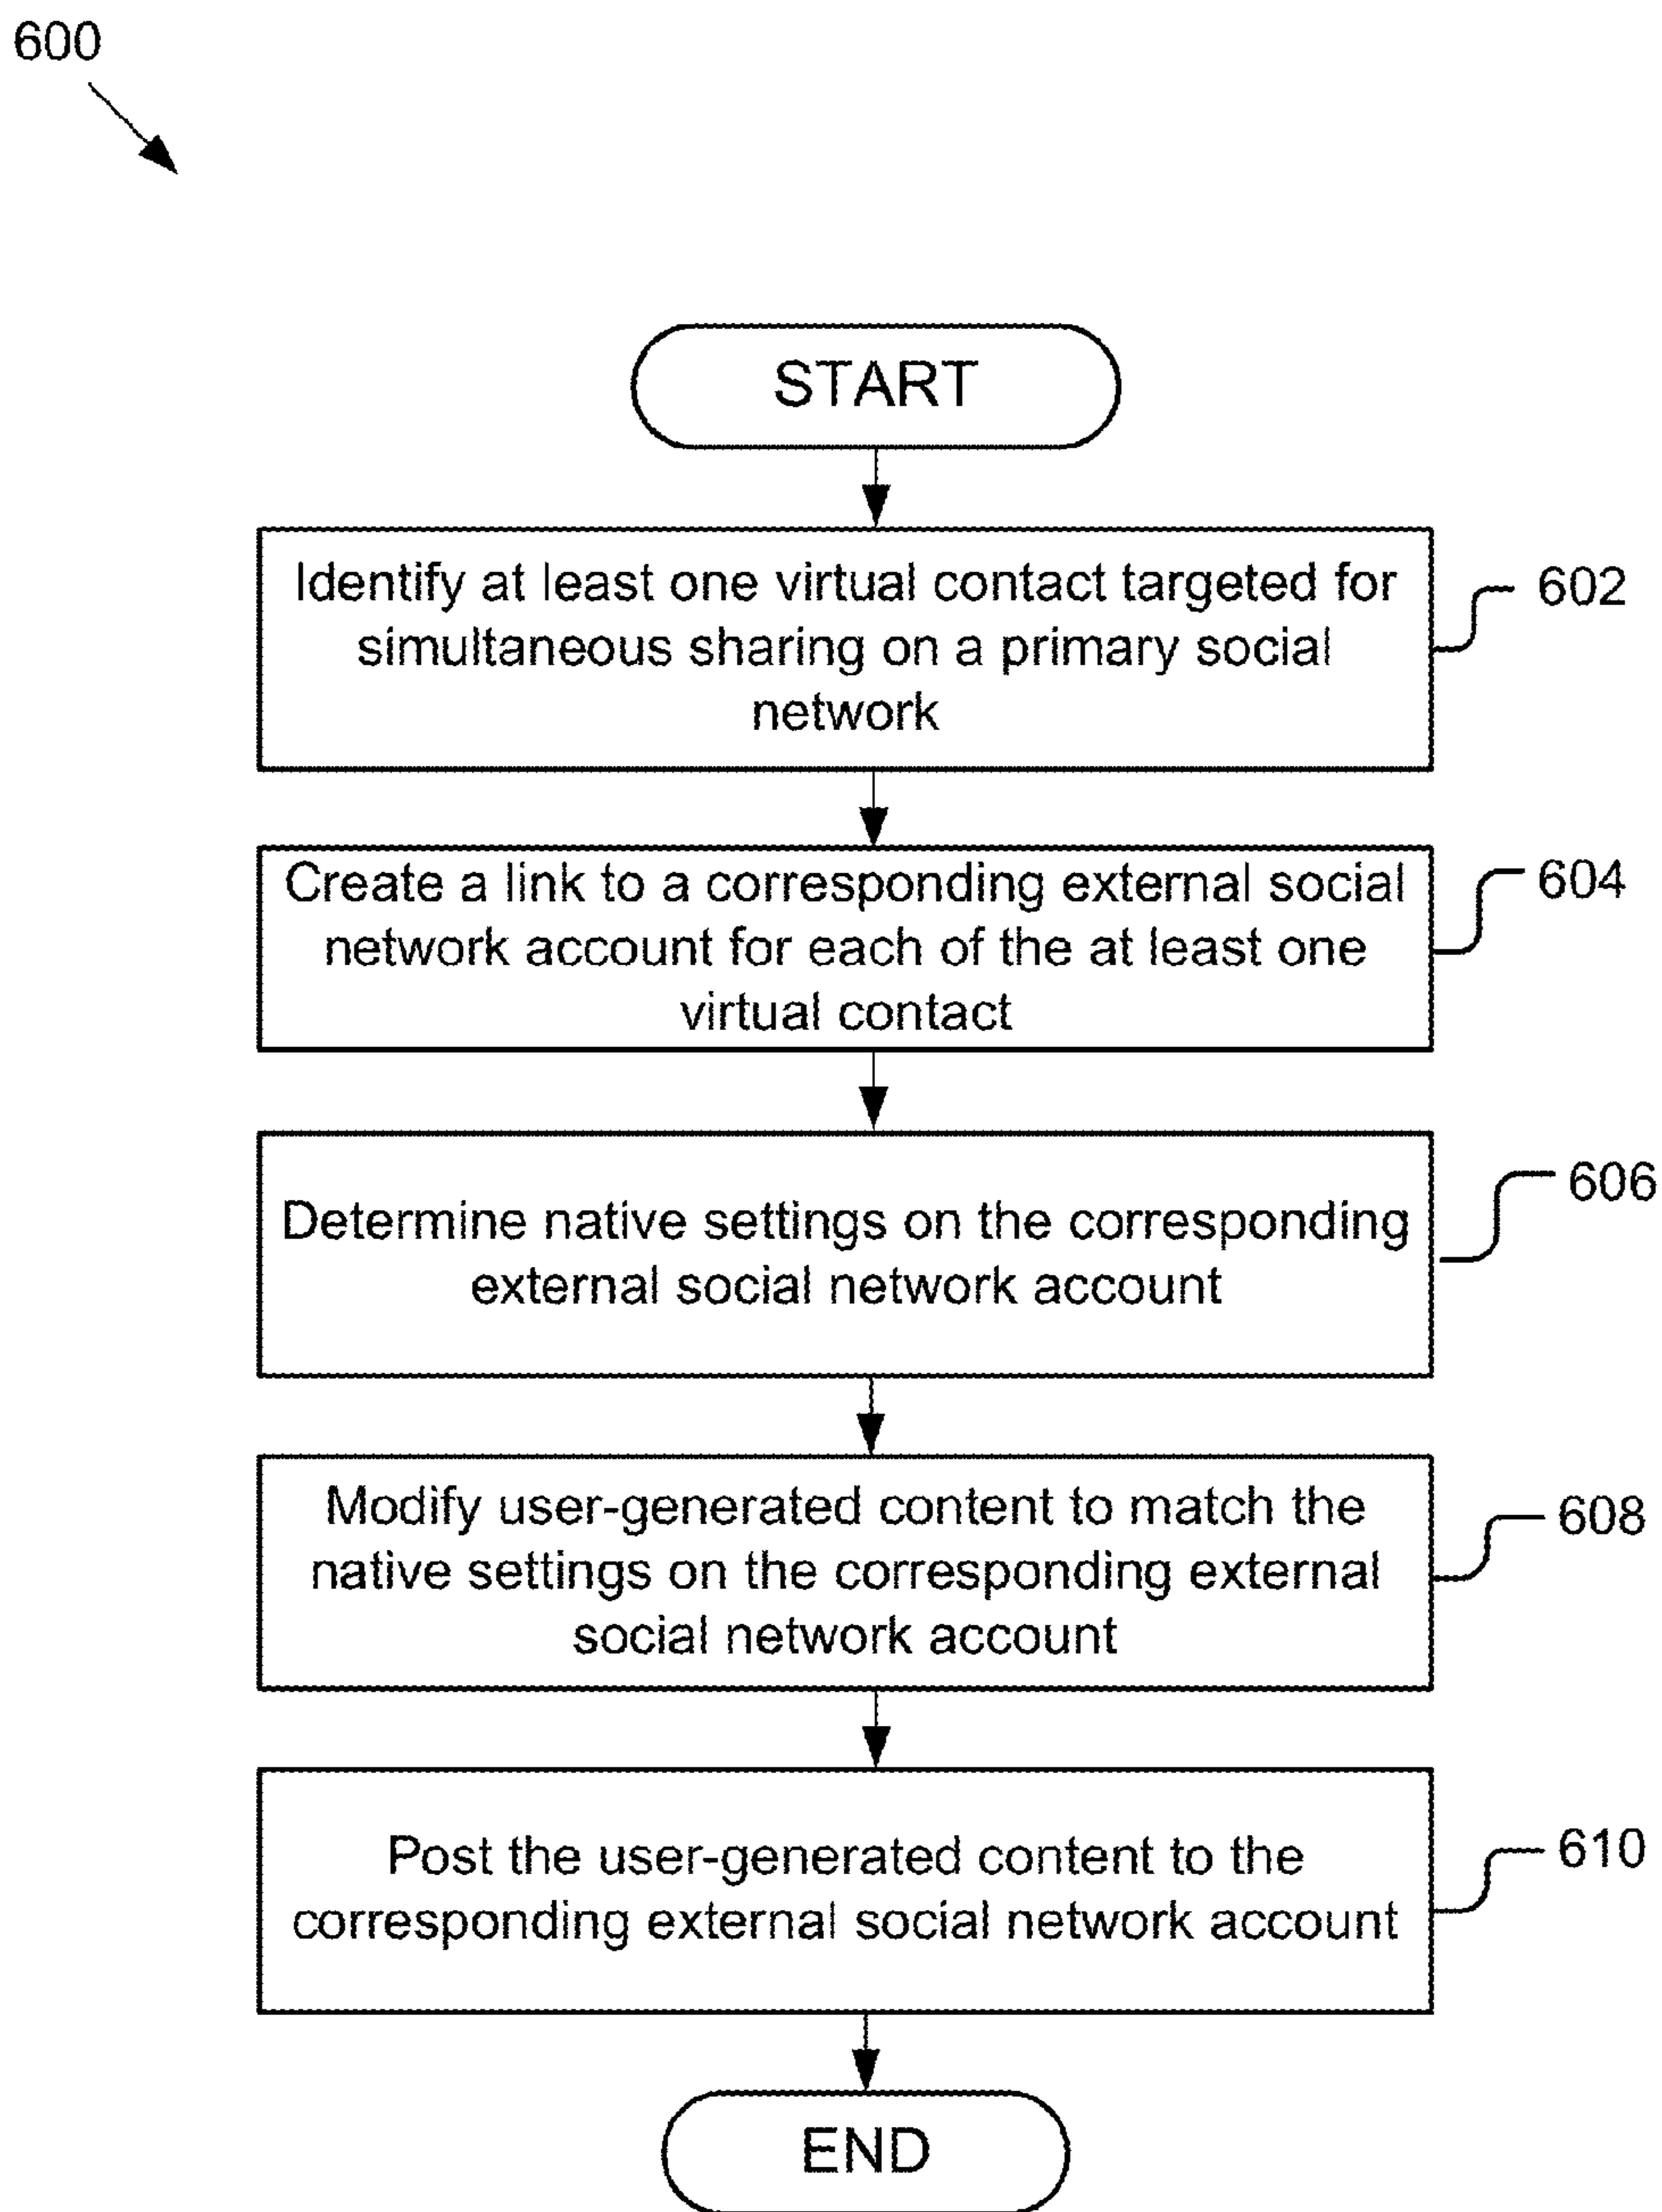 600
START
Identify at least one virtual contact targeted for
simultaneous sharing on a primary social
network
602
Create a link to a corresponding external social
network account for each of the at least one
virtual contact
604
Determine native settings on the corresponding
external social network account
606
Modify user-generated content to match the
native settings on the corresponding external
social network account
608
Post the user-generated content to the
corresponding external social network account
610
END